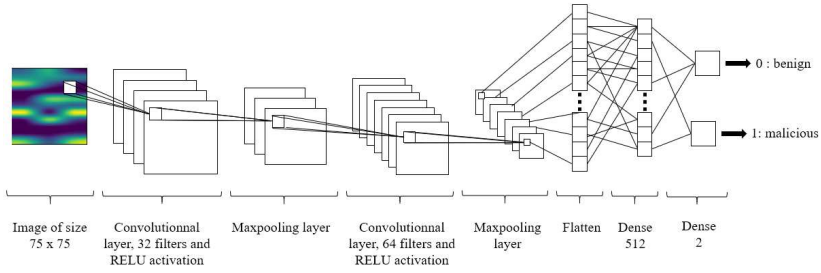 0 : benign
1: malicious
Image of size
75 x 75
Convolutionnal
layer, 32 filters and
RELU activation
Maxpooling layer
Convolutionnal
layer, 64 filters and
RELU activation
Maxpooling
layer
Flatten
Dense
512
Dense
2